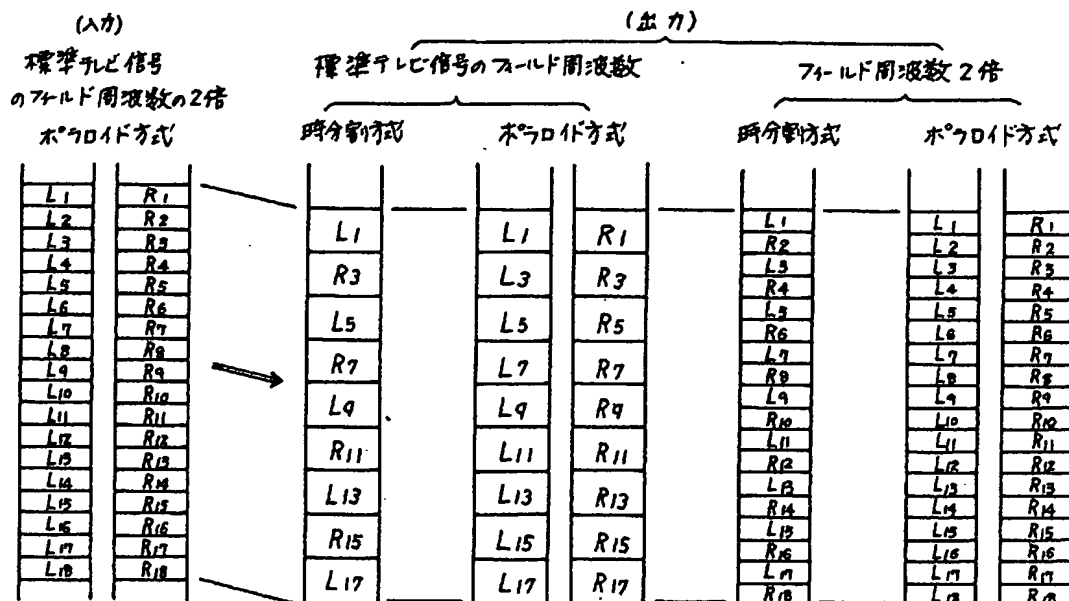 (入力)
標準テレビ信号
のフィールド周波数の2倍
ポラロイド方式
L1 R1
L2 R2
L3 R3
L4 R4
L5 R5
L6 R6
L7 R7
L8 R8
L9 R9
L10 R10
L11 R11
L12 R12
L13 R13
L14 R14
L15 R15
L16 R16
L17 R17
L18 R18
(出力)
標準テレビ信号のフィールド周波数
時分割方式
L1
R3
L5
R7
L9
R11
L13
R15
L17
ポラロイド方式
L1 R1
L3 R3
L5 R5
L7 R7
L9 R9
L11 R11
L13 R13
L15 R15
L17 R17
フィールド周波数2倍
時分割方式
L1
R2
L3
R4
L5
R6
L7
R8
L9
R10
L11
R12
L13
R14
L15
R16
L17
R18
ポラロイド方式
L1 R1
L2 R2
L3 R3
L4 R4
L5 R5
L6 R6
L7 R7
L8 R8
L9 R9
L10 R10
L11 R11
L12 R12
L13 R13
L14 R14
L15 R15
L16 R16
L17 R17
L18 R18